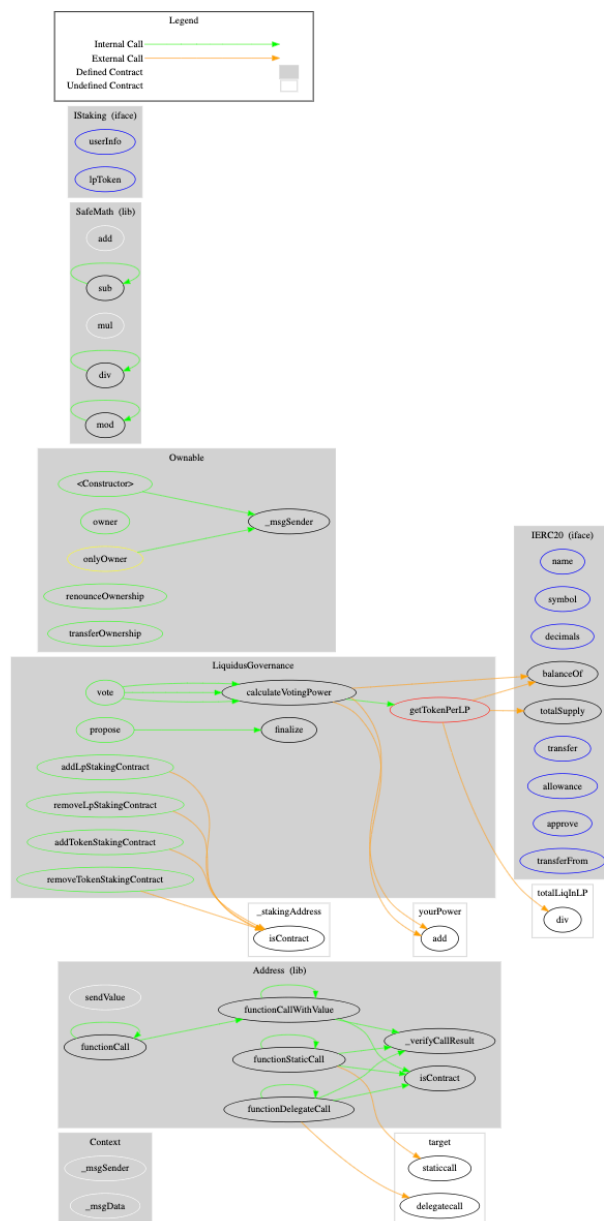 Legend
Internal Call
External Call
Defined Contract
Undefined Contract
IStaking (iface)
userInfo
lpToken
SafeMath (lib)
add
sub
mul
div
mod
Ownable
<Constructor>
owner
_msgSender
onlyOwner
renounceOwnership
transferOwnership
IERC20 (iface)
name
symbol
decimals
balanceOf
totalSupply
transfer
allowance
approve
transferFrom
LiquidusGovernance
vote
calculateVotingPower
getTokenPerLP
propose
finalize
addLpStakingContract
removeLpStakingContract
addTokenStakingContract
removeTokenStakingContract
_stakingAddress
isContract
yourPower
add
totalLiqInLP
div
Address (lib)
sendValue
functionCallWithValue
functionCall
_verifyCallResult
functionStaticCall
isContract
functionDelegateCall
Context
_msgSender
_msgData
target
staticcall
delegatecall